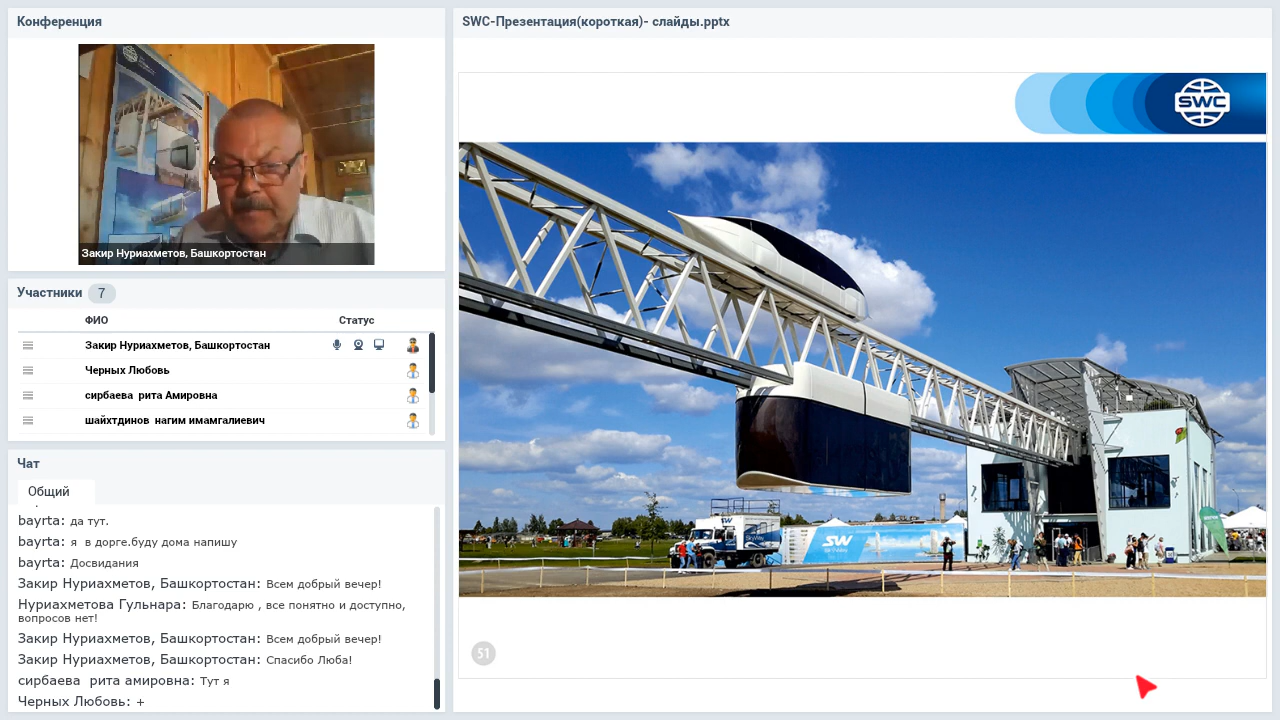 Конференция
Закир Нуриахметов, Башкортостан
Участники 7
ФИО Статус
Закир Нуриахметов, Башкортостан
Черных Любовь
сирбаева рита Амировна
шайхтдинов нагим имамгалиевич
Чат
Общий
bayrta: да тут.
bayrta: я в дорге.буду дома напишу
bayrta: Досвидания
Закир Нуриахметов, Башкортостан: Всем добрый вечер!
Нуриахметова Гульнара: Благодарю , все понятно и доступно,
вопросов нет!
Закир Нуриахметов, Башкортостан: Всем добрый вечер!
Закир Нуриахметов, Башкортостан: Спасибо Люба!
сирбаева рита амировна: Тут я
Черных Любовь: +
SWC-Презентация(короткая)- слайды.pptx
SWC
SW
SW
51